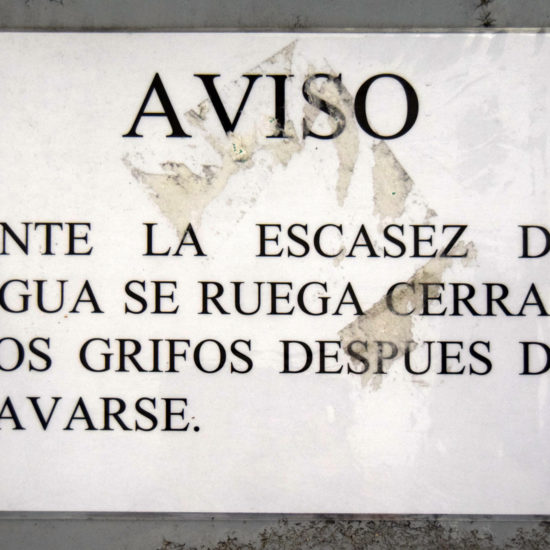 AVISO
NTE LA ESCASEZ D
GUA SE RUEGA CERRA
OS GRIFOS DESPUES D
AVARSE.